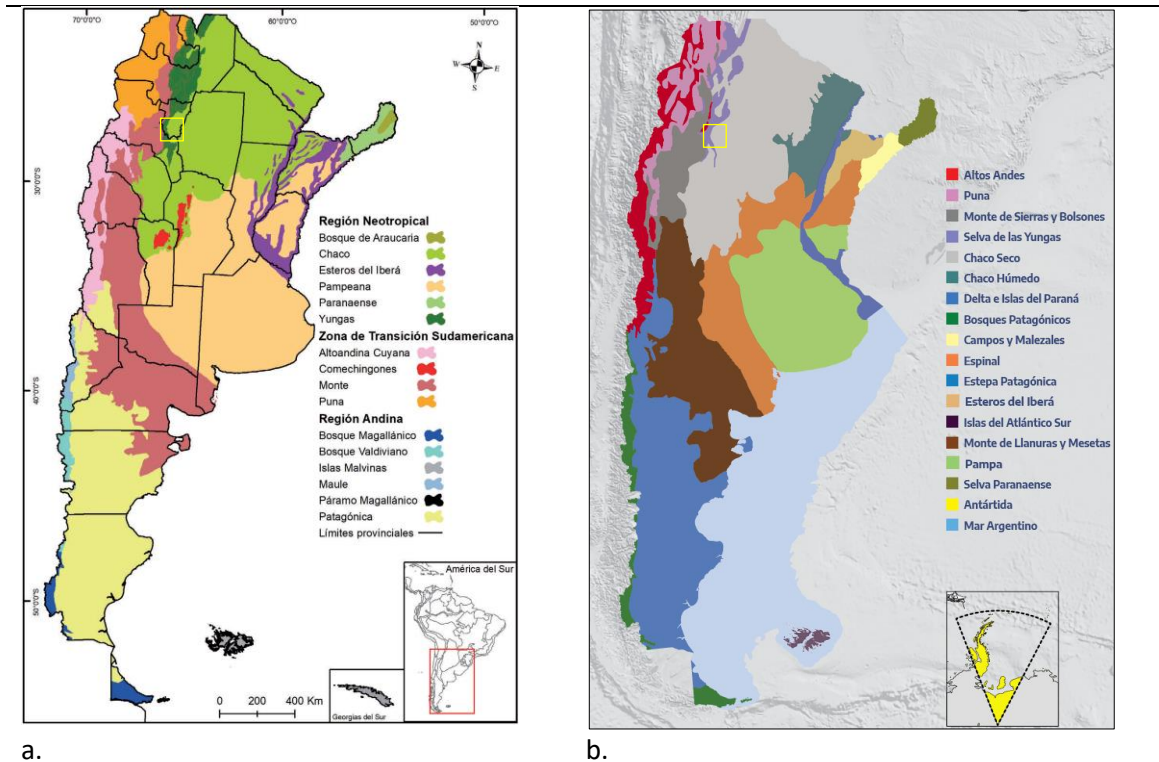 70°0'0"O
60°0'0"O
50°0'0"O
N
W E
S
30°0'0"S
40°0'0"S
50°0'0"S
Región Neotropical
Bosque de Araucaria
Chaco
Esteros del Iberá
Pampeana
Paranaense
Yungas
Zona de Transición Sudamericana
Altoandina Cuyana
Comechingones
Monte
Puna
Región Andina
Bosque Magallánico
Bosque Valdiviano
Islas Malvinas
Maule
Páramo Magallánico
Patagónica
Límites provinciales
América del Sur
0 200 400 Km
Georgias del Sur
a.
Altos Andes
Puna
Monte de Sierras y Bolsones
Selva de las Yungas
Chaco Seco
Chaco Húmedo
Delta e Islas del Paraná
Bosques Patagónicos
Campos y Malezales
Espinal
Estepa Patagónica
Esteros del Iberá
Islas del Atlántico Sur
Monte de Llanuras y Mesetas
Pampa
Selva Paranaense
Antártida
Mar Argentino
b.